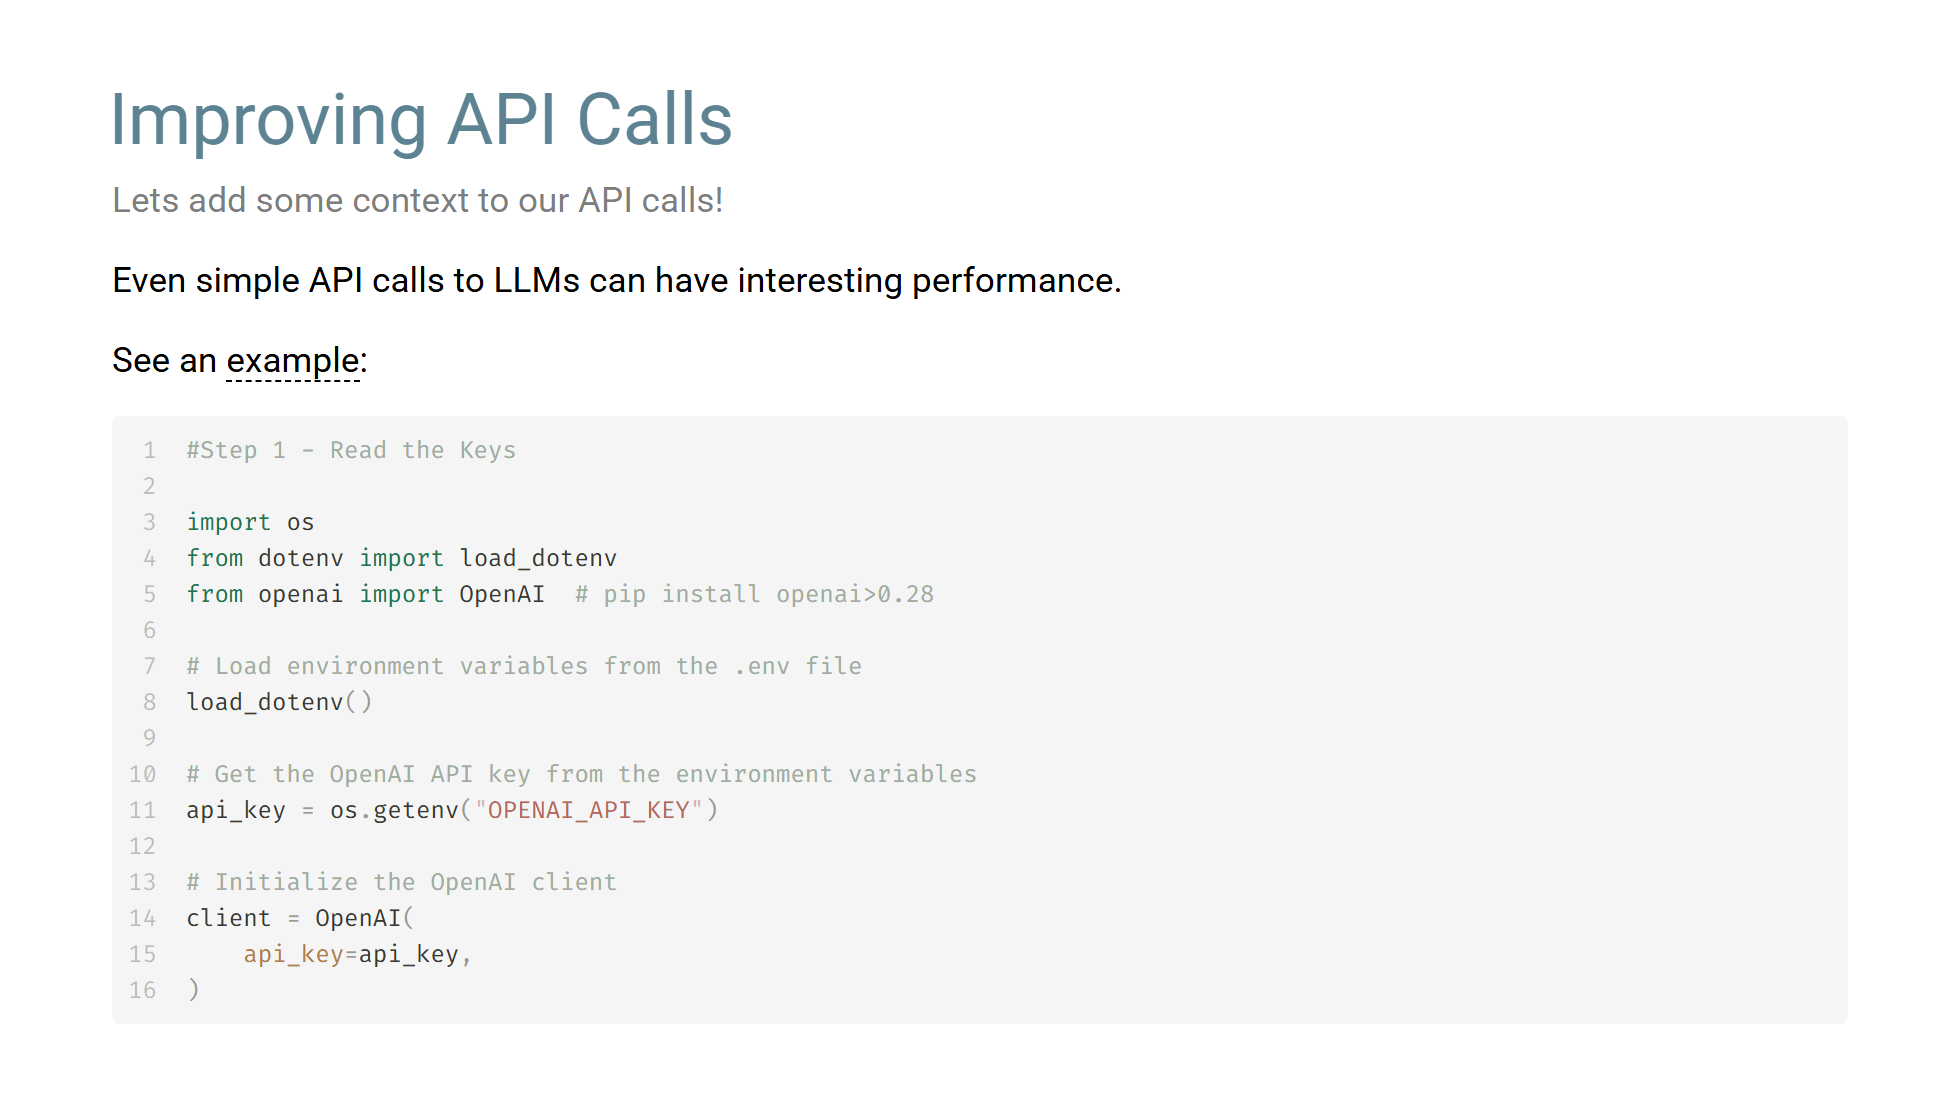 Improving API Calls
Lets add some context to our API calls!
Even simple API calls to LLMs can have interesting performance.
See an example:
1 #Step 1 - Read the Keys
2
3 import os
4 from dotenv import load_dotenv
5 from openai import OpenAI  # pip install openai>0.28
6
7 # Load environment variables from the .env file
8 load_dotenv()
9
10 # Get the OpenAI API key from the environment variables
11 api_key = os.getenv("OPENAI_API_KEY")
12
13 # Initialize the OpenAI client
14 client = OpenAI(
15     api_key=api_key,
16 )